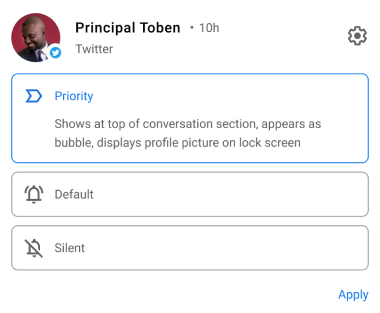 Principal Toben • 10h
Twitter
Priority
Shows at top of conversation section, appears as
bubble, displays profile picture on lock screen
Default
Silent
Apply